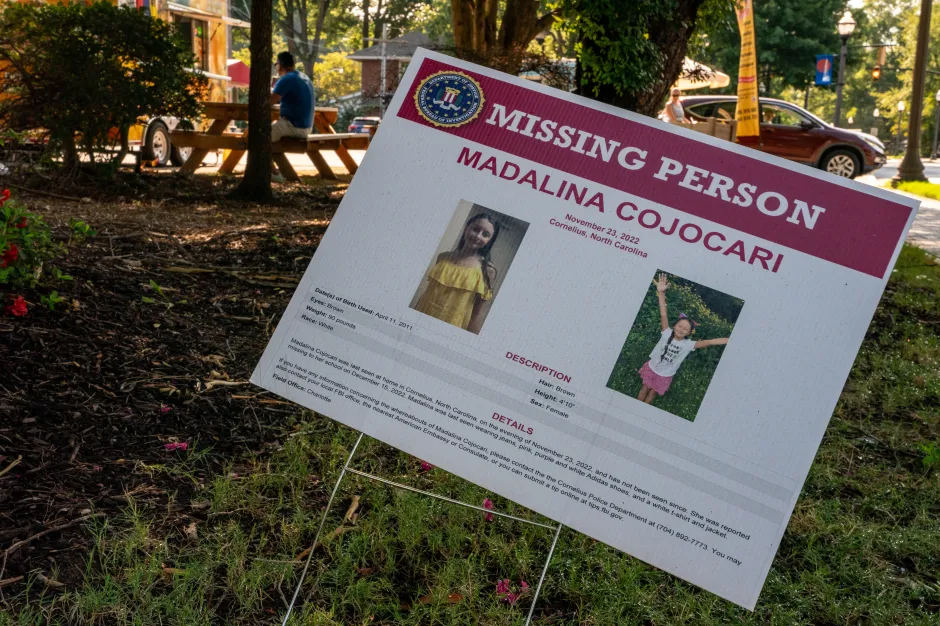 MISSING PERSON
MADALINA COJOCARI
November 23, 2022
Cornelius, North Carolina
Date(s) of Birth Used: April 11, 2011
Eyes: Brown
Weight: 90 pounds
Race: White
DESCRIPTION
Hair: Brown
Height: 4'10"
Sex: Female
DETAILS
Madalina Cojocari was last seen at home in Cornelius, North Carolina, on the evening of November 23, 2022, and has not been seen since. She was reported
missing to her school on December 15, 2022. Madalina was last seen wearing jeans, pink, purple and white Adidas shoes, and a white t-shirt and jacket.
If you have any information concerning the whereabouts of Madalina Cojocari, please contact the the Cornelius Police Department at (704) 892-7773. You may
also contact your local FBI office, the nearest American Embassy or Consulate, or you can submit a tip online at tips.fbi.gov.
Field Office: Charlotte